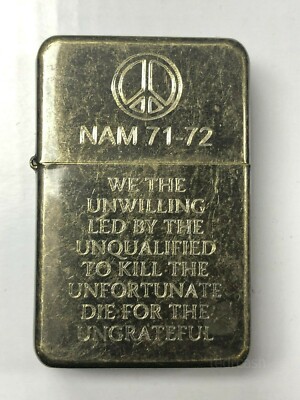 NAM 71-72
WE THE
UNWILLING
LED BY THE
UNQUALIFIED
TO KILL THE
UNFORTUNATE
DIE FOR THE
UNGRATEFUL